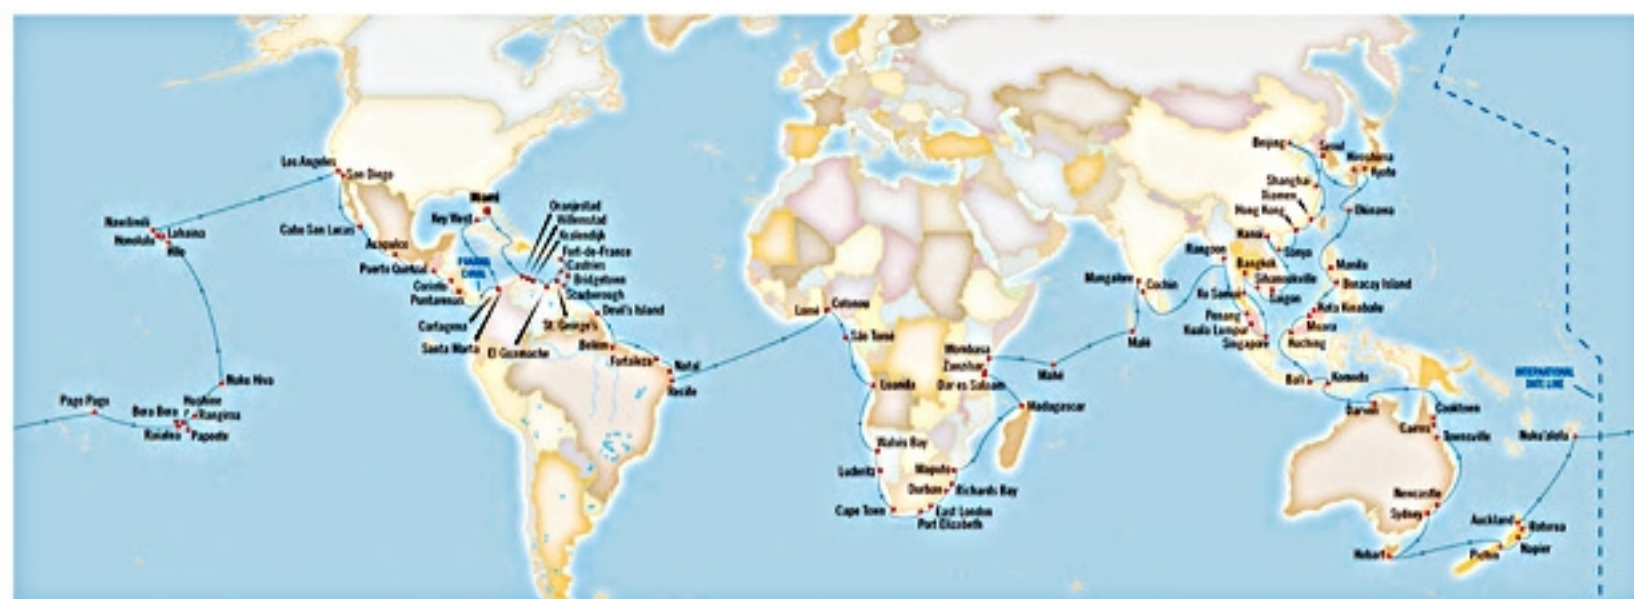 Los Angeles
San Diego
Nawiliwili
Honolulu
Lahaina
Hilo
Cabo San Lucas
Acapulco
Puerto Quetzal
Corinto
Puntarenas
Miami
Key West
PANAMA
CANAL
Oranjestad
Willemstad
Kralendijk
Fort-de-France
Castries
Bridgetown
Scarborough
St. George's
Devil's Island
Cartagena
Santa Marta
El Guamache
Belém
Fortaleza
Natal
Recife
Nuku Hiva
Pago Pago
Bora Bora
Huahine
Rangiroa
Raiatea
Papeete
Lomé
Cotonou
São Tomé
Luanda
Walvis Bay
Luderitz
Cape Town
Port Elizabeth
East London
Durban
Richards Bay
Maputo
Madagascar
Mombasa
Zanzibar
Dar es Salaam
Mahé
Malé
Mangalore
Cochin
Rangoon
Bangkok
Ko Samui
Penang
Kuala Lumpur
Singapore
Sihanoukville
Saigon
Hanoi
Sanya
Hong Kong
Xiamen
Shanghai
Beijing
Seoul
Hiroshima
Kyoto
Okinawa
Manila
Boracay Island
Kota Kinabalu
Muara
Kuching
Bali
Komodo
Darwin
Cooktown
Cairns
Townsville
Newcastle
Sydney
Hobart
Auckland
Rotorua
Napier
Picton
Nuku'alofa
INTERNATIONAL
DATE LINE